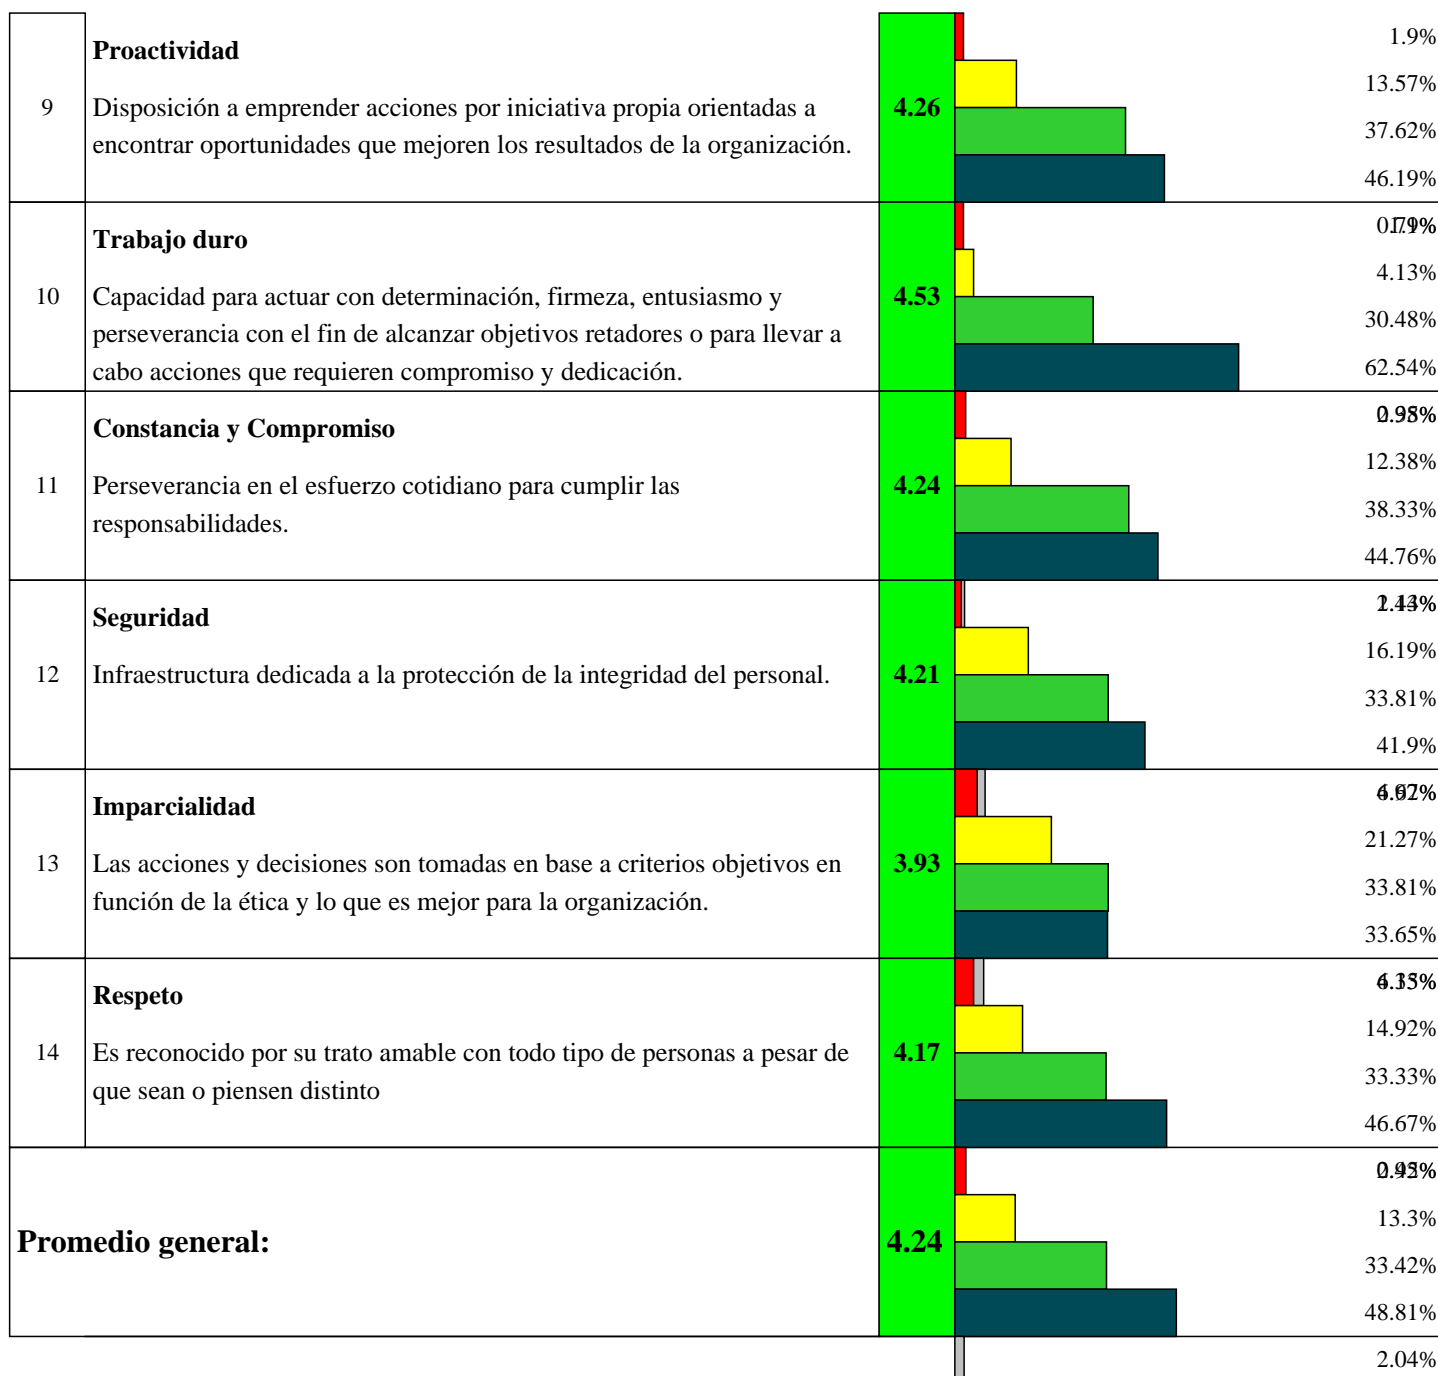 9
Proactividad
Disposición a emprender acciones por iniciativa propia orientadas a
encontrar oportunidades que mejoren los resultados de la organización.
4.26
1.9%
13.57%
37.62%
46.19%
10
Trabajo duro
Capacidad para actuar con determinación, firmeza, entusiasmo y
perseverancia con el fin de alcanzar objetivos retadores o para llevar a
cabo acciones que requieren compromiso y dedicación.
4.53
4.13%
30.48%
62.54%
11
Constancia y Compromiso
Perseverancia en el esfuerzo cotidiano para cumplir las
responsabilidades.
4.24
12.38%
38.33%
44.76%
12
Seguridad
Infraestructura dedicada a la protección de la integridad del personal.
4.21
16.19%
33.81%
41.9%
13
Imparcialidad
Las acciones y decisiones son tomadas en base a criterios objetivos en
función de la ética y lo que es mejor para la organización.
3.93
21.27%
33.81%
33.65%
14
Respeto
Es reconocido por su trato amable con todo tipo de personas a pesar de
que sean o piensen distinto
4.17
14.92%
33.33%
46.67%
Promedio general:
4.24
13.3%
33.42%
48.81%
2.04%